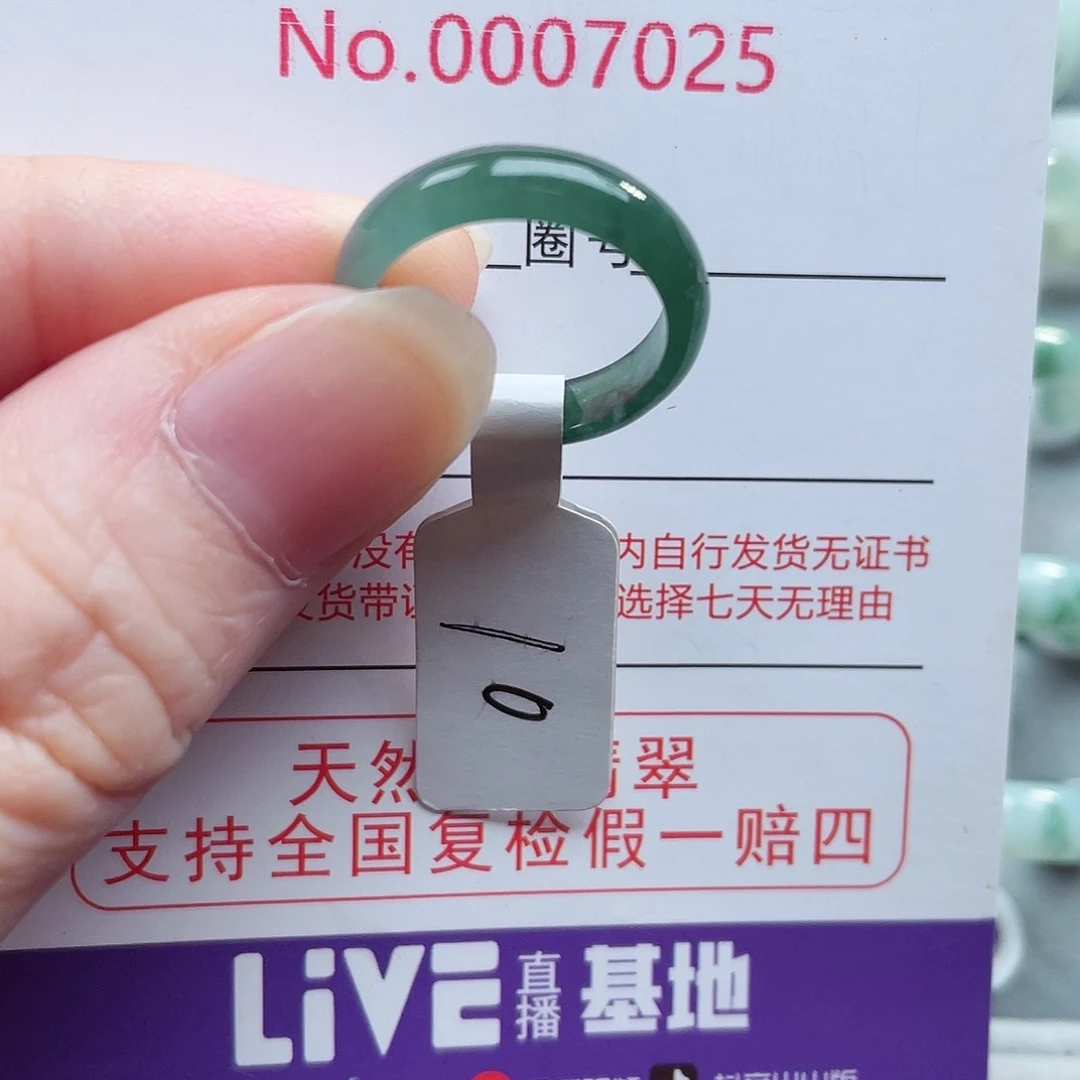 No.0007025
圈号
没有 内自行发货无证书
货带 选择七天无理由
10
天然 翠
支持全国复检假一赔四
LiVE直播基地